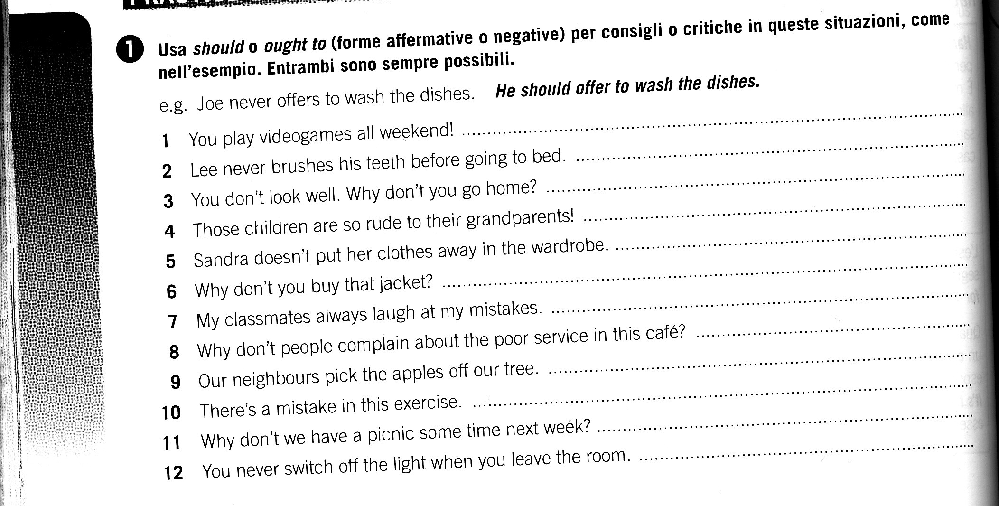 1 Usa should o ought to (forme affermative o negative) per consigli o critiche in queste situazioni, come
nell'esempio. Entrambi sono sempre possibili.
e.g. Joe never offers to wash the dishes. He should offer to wash the dishes.
1 You play videogames all weekend! ....................
2 Lee never brushes his teeth before going to bed. ....................
3 You don't look well. Why don't you go home? ....................
4 Those children are so rude to their grandparents! ....................
5 Sandra doesn't put her clothes away in the wardrobe. ....................
6 Why don't you buy that jacket? ....................
7 My classmates always laugh at my mistakes. ....................
8 Why don't people complain about the poor service in this café? ....................
9 Our neighbours pick the apples off our tree. ....................
10 There's a mistake in this exercise. ....................
11 Why don't we have a picnic some time next week? ....................
12 You never switch off the light when you leave the room. ....................